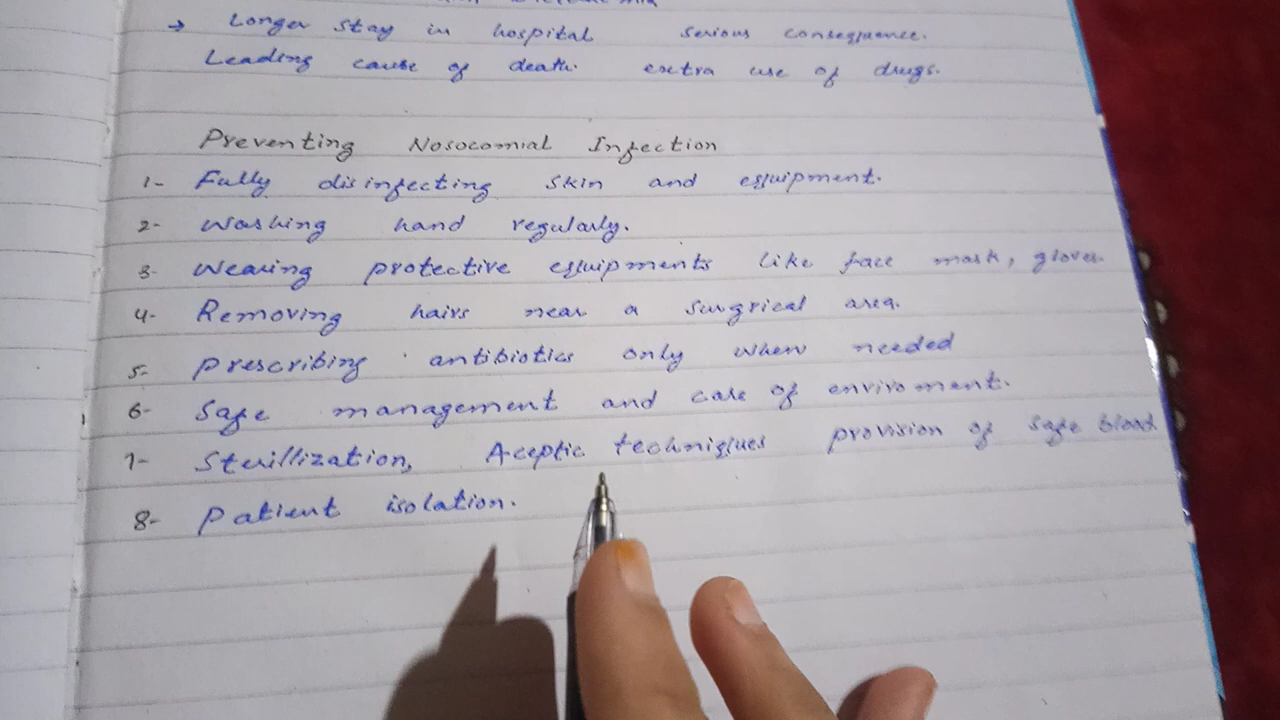 → Longer stay in hospital serious consequence.
Leading cause of death. extra use of drugs.
Preventing Nosocomial Infection
1- Fully disinfecting skin and equipment.
2- Washing hand regularly.
3- Wearing protective equipments like face mask, gloves.
4- Removing hairs near a surgrical area.
5- Prescribing antibiotics only when needed
6- Safe management and care of enviroment.
7- Sterillization, Aceptic techniques provision of safe blood
8- Patient isolation.